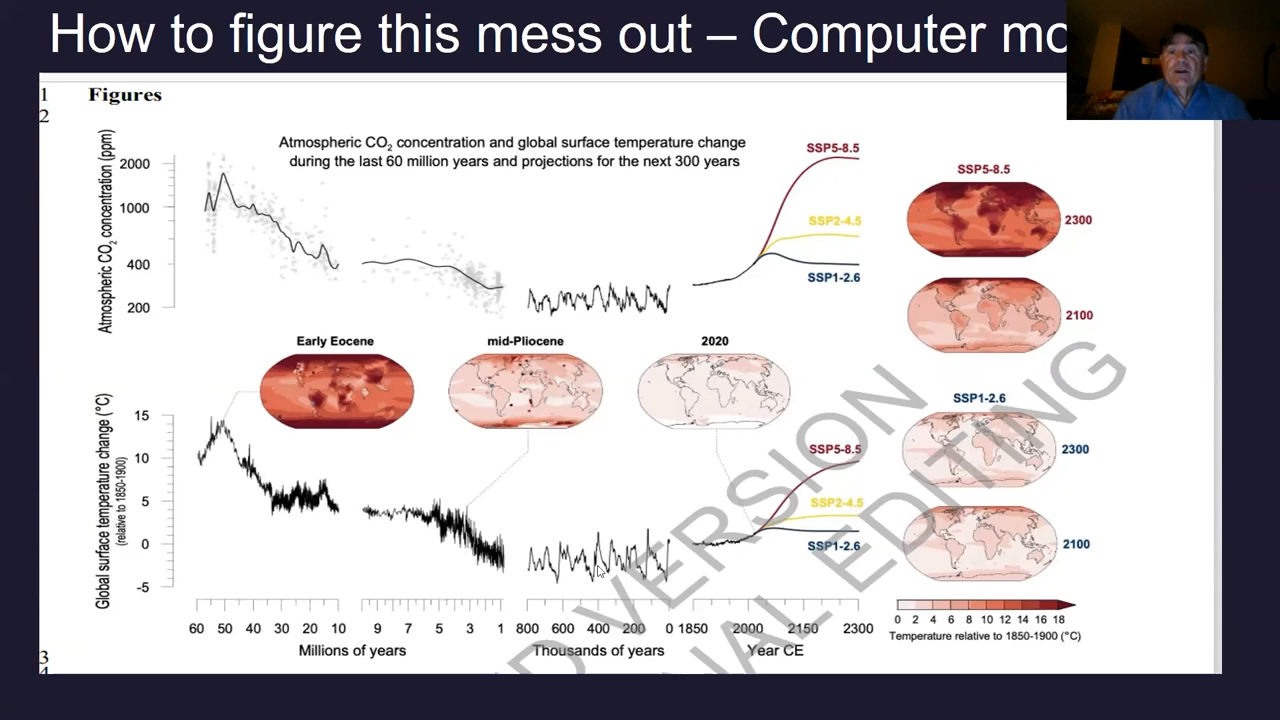 How to figure this mess out – Computer mo
1 Figures
2
Atmospheric CO2 concentration and global surface temperature change
during the last 60 million years and projections for the next 300 years
Atmospheric CO2 concentration (ppm)
2000
1000
400
200
SSP5-8.5
SSP2-4.5
SSP1-2.6
SSP5-8.5
2300
2100
Early Eocene
mid-Pliocene
2020
Global surface temperature change (°C)
(relative to 1850-1900)
15
10
5
0
-5
SSP5-8.5
SSP2-4.5
SSP1-2.6
SSP1-2.6
2300
2100
60 50 40 30 20 10
9 7 5 3 1
800 600 400 200 0
1850 2000 2150 2300
Millions of years
Thousands of years
Year CE
0 2 4 6 8 10 12 14 16 18
Temperature relative to 1850-1900 (°C)
D VERSION
NAL EDITING
3